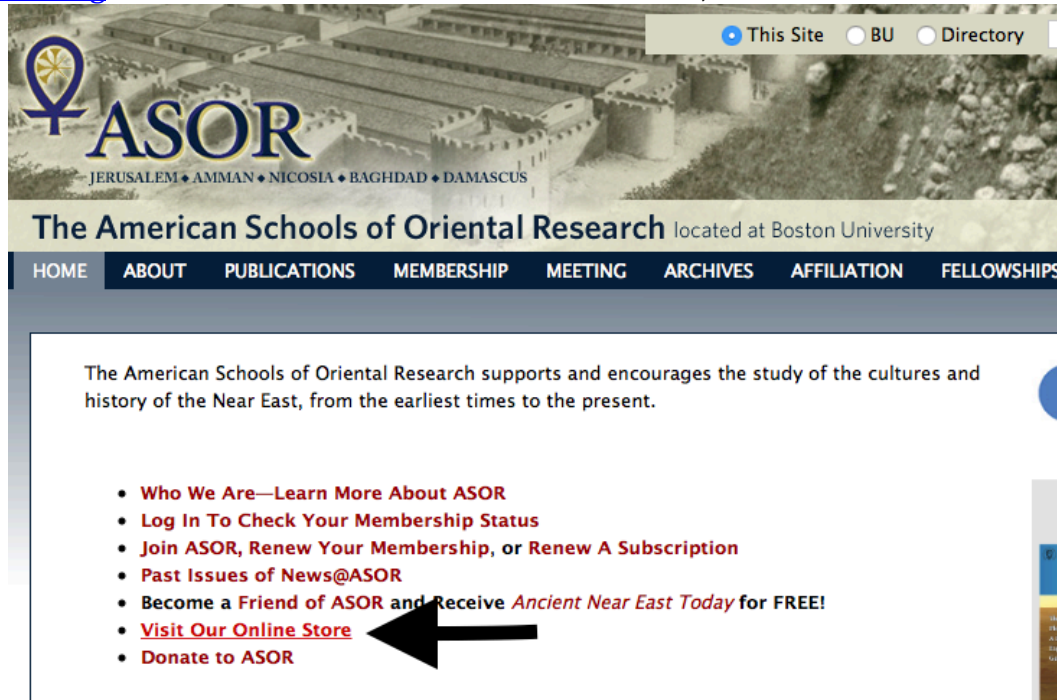 This Site BU Directory
ASOR
JERUSALEM ♦ AMMAN ♦ NICOSIA ♦ BAGHDAD ♦ DAMASCUS
The American Schools of Oriental Research located at Boston University
HOME ABOUT PUBLICATIONS MEMBERSHIP MEETING ARCHIVES AFFILIATION FELLOWSHIPS
The American Schools of Oriental Research supports and encourages the study of the cultures and
history of the Near East, from the earliest times to the present.
• Who We Are—Learn More About ASOR
• Log In To Check Your Membership Status
• Join ASOR, Renew Your Membership, or Renew A Subscription
• Past Issues of News@ASOR
• Become a Friend of ASOR and Receive Ancient Near East Today for FREE!
• Visit Our Online Store
• Donate to ASOR